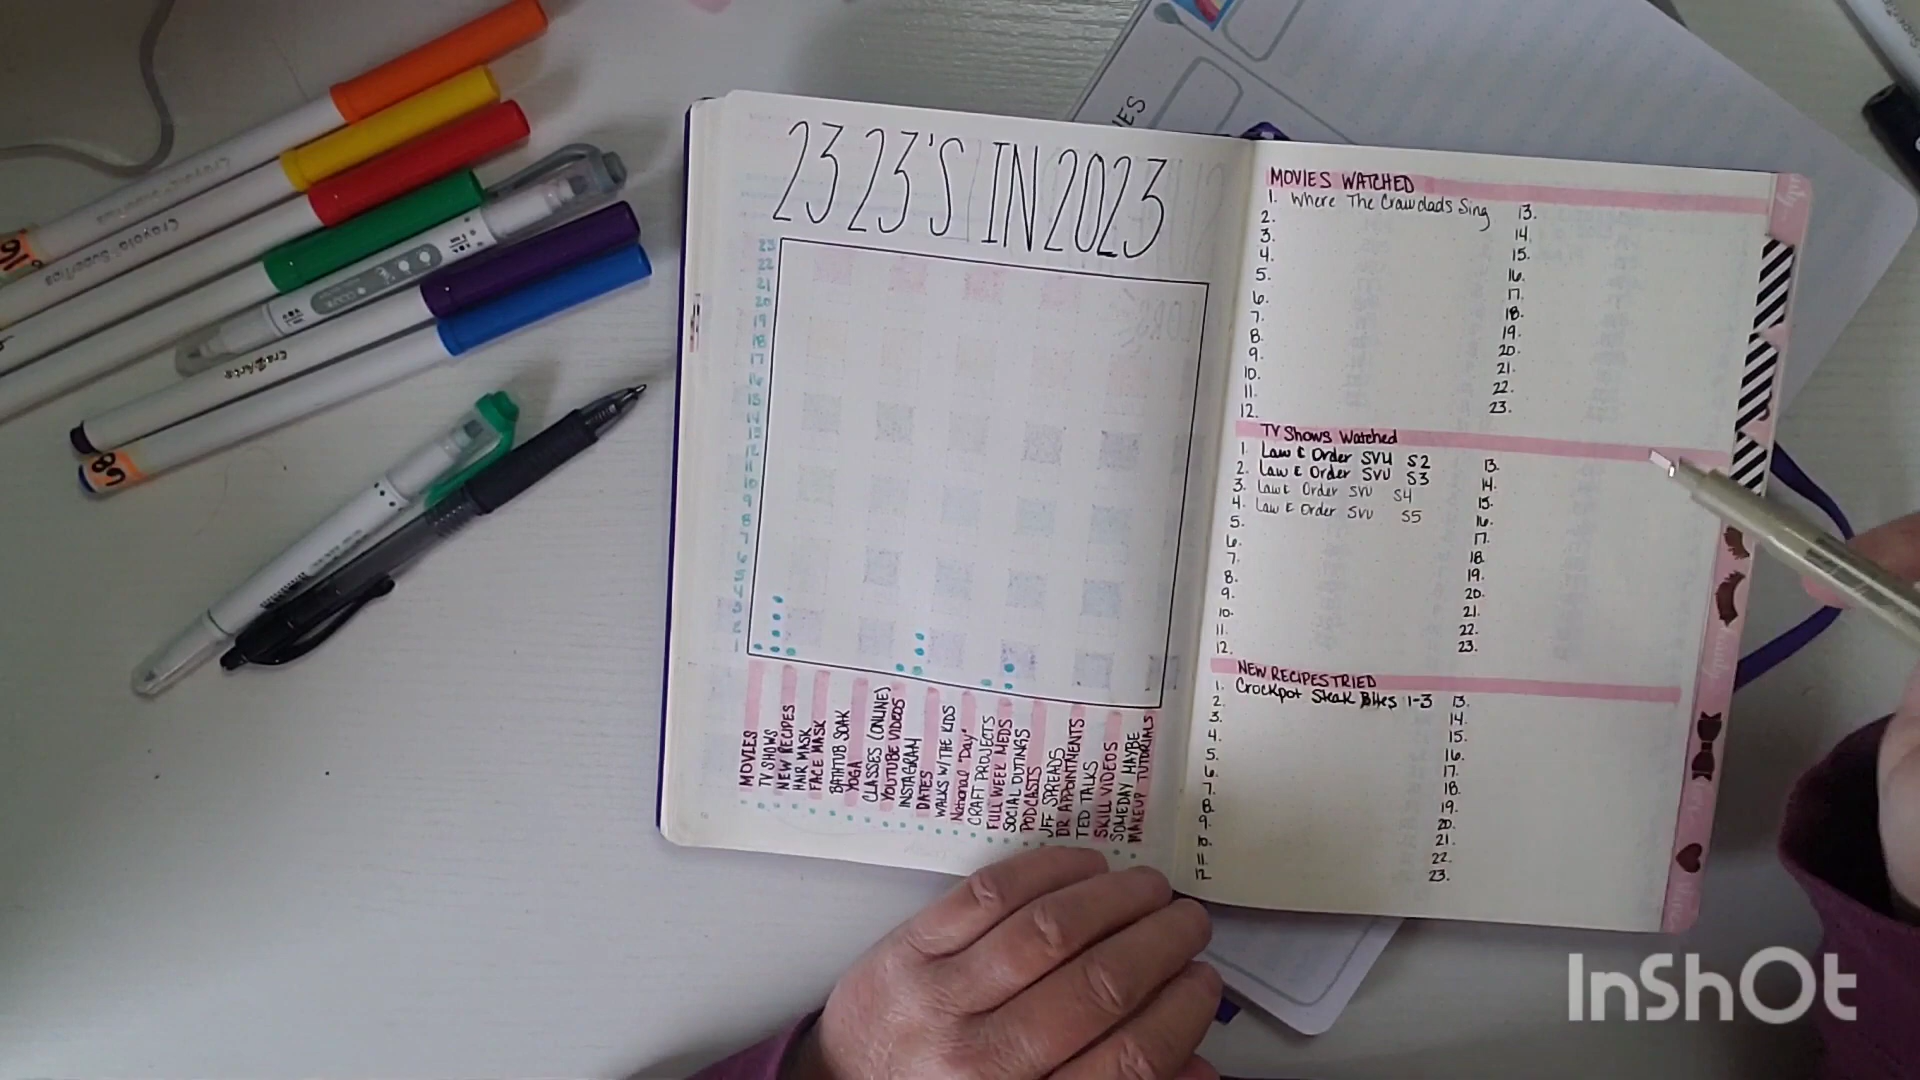 23 23'S IN 2023
23
22
21
20
19
18
17
16
15
14
13
12
11
10
9
8
7
6
5
4
3
2
1
MOVIES
TV SHOWS
NEW RECIPES
HAIR MASK
FACE MASK
BATHTUB SOAK
YOGA
CLASSES (ONLINE)
YOUTUBE VIDEOS
INSTAGRAM
DATES
WALKS W/THE KIDS
National "Day"
CRAFT PROJECTS
FULL WEEK MEDS
SOCIAL OUTINGS
PODCASTS
JFF SPREADS
DR APPOINTMENTS
TED TALKS
SKILL VIDEOS
SOMEDAY MAYBE
MAKEUP TUTORIALS
MOVIES WATCHED
1. Where The Crawdads Sing
2.
3.
4.
5.
6.
7.
8.
9.
10.
11.
12.
13.
14.
15.
16.
17.
18.
19.
20.
21.
22.
23.
TV Shows Watched
1. Law & Order SVU S2
2. Law & Order SVU S3
3. Law & Order SVU S4
4. Law & Order SVU S5
5.
6.
7.
8.
9.
10.
11.
12.
13.
14.
15.
16.
17.
18.
19.
20.
21.
22.
23.
NEW RECIPES TRIED
1. Crockpot Steak Bites 1-3
2.
3.
4.
5.
6.
7.
8.
9.
10.
11.
12.
13.
14.
15.
16.
17.
18.
19.
20.
21.
22.
23.
Crayola SuperTips
68
InShOt